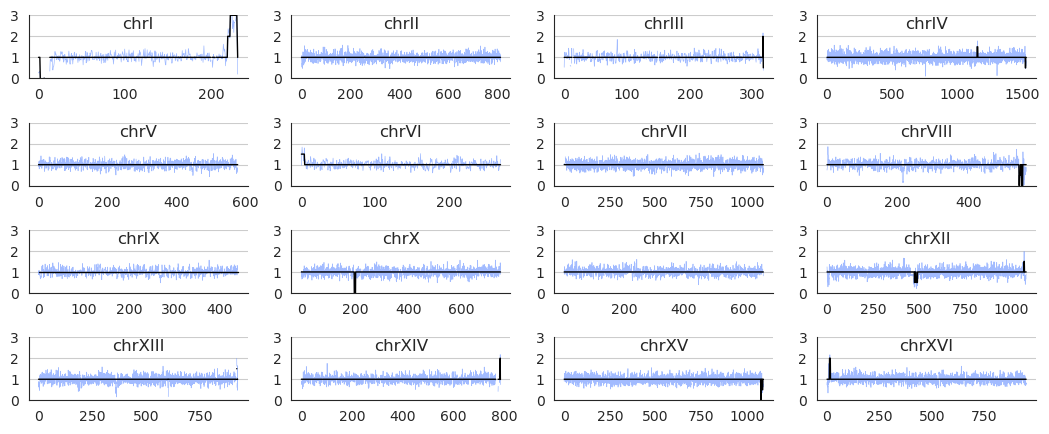 3 chrI 3 chrII 3 chrIII 3 chrIV
2 2 2 2
1 1 1 1
0 0 0 0
0 100 200 0 200 400 600 800 0 100 200 300 0 500 1000 1500
3 chrV 3 chrVI 3 chrVII 3 chrVIII
2 2 2 2
1 1 1 1
0 0 0 0
0 200 400 600 0 100 200 0 250 500 750 1000 0 200 400
3 chrIX 3 chrX 3 chrXI 3 chrXII
2 2 2 2
1 1 1 1
0 0 0 0
0 100 200 300 400 0 200 400 600 0 200 400 600 0 250 500 750 1000
3 chrXIII 3 chrXIV 3 chrXV 3 chrXVI
2 2 2 2
1 1 1 1
0 0 0 0
0 250 500 750 0 200 400 600 800 0 250 500 750 1000 0 250 500 750